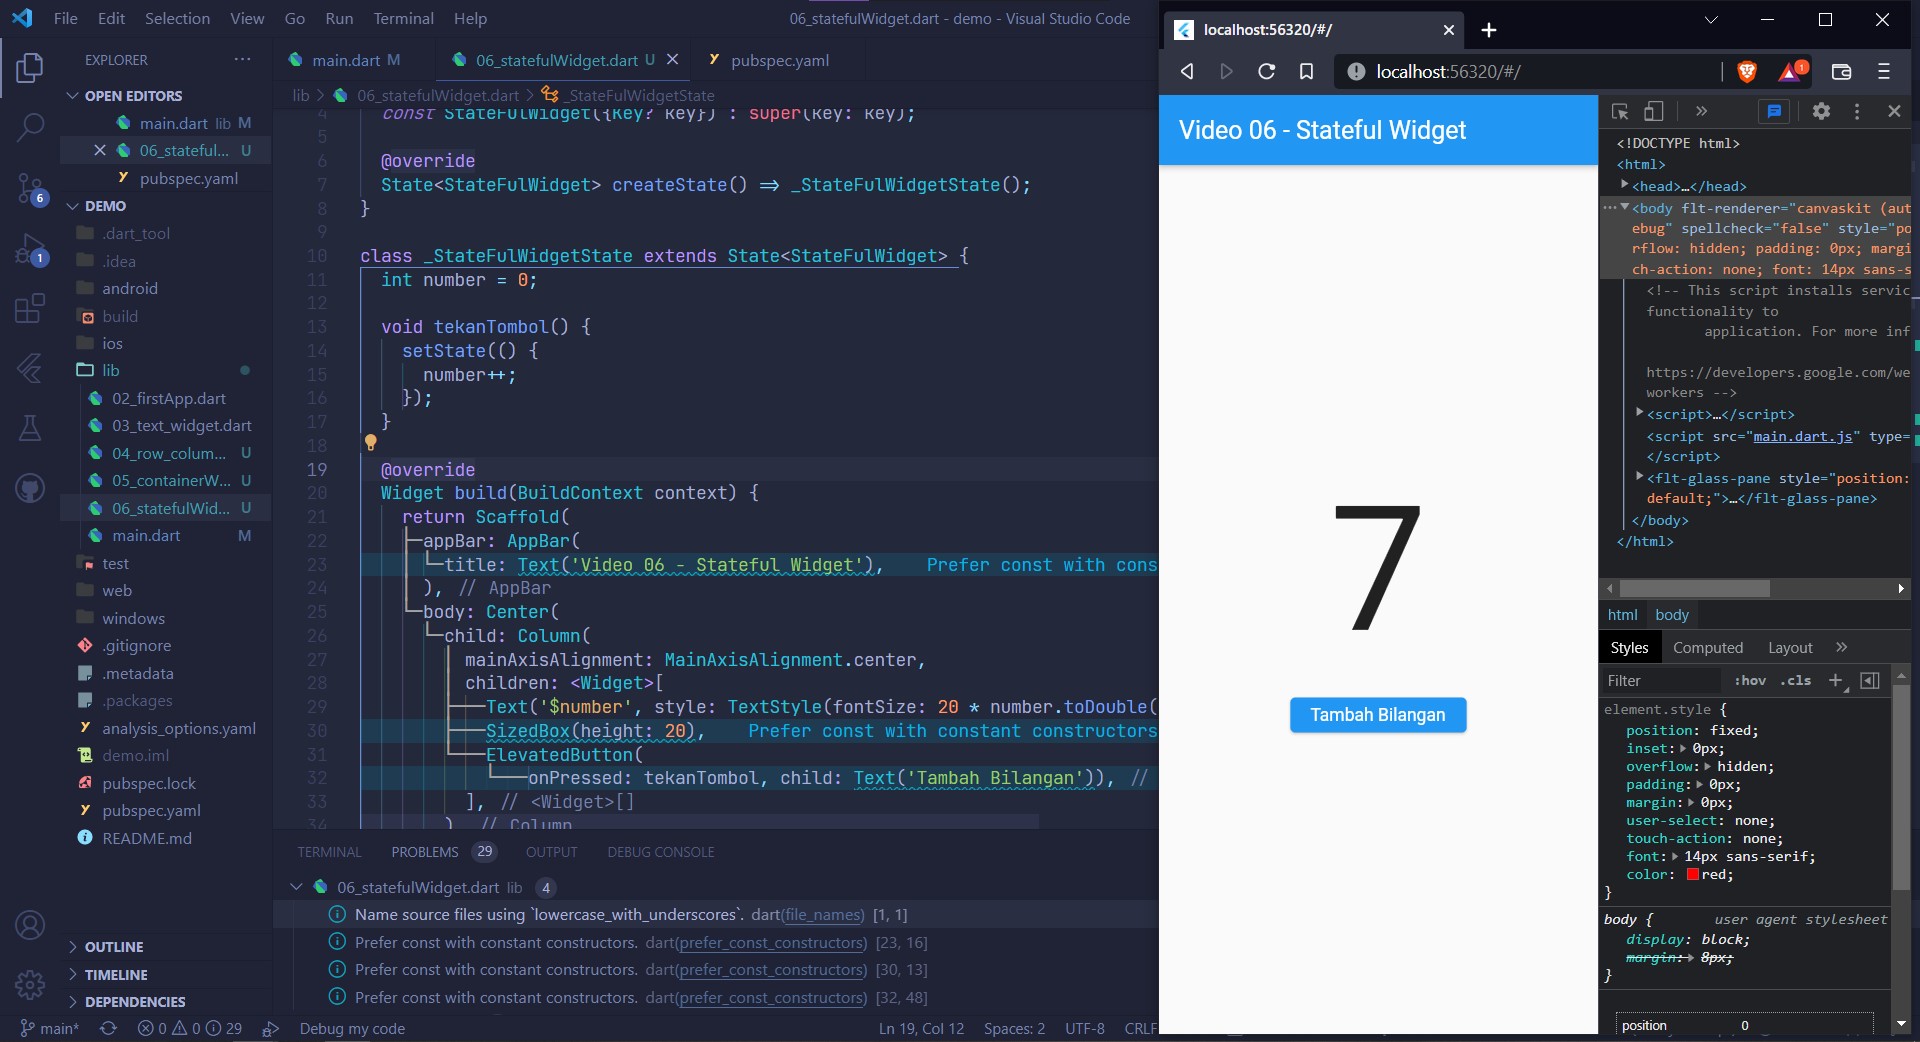 File Edit Selection View Go Run Terminal Help
06_statefulWidget.dart - demo - Visual Studio Code
EXPLORER
OPEN EDITORS
main.dart lib M
06_stateful... U
pubspec.yaml
DEMO
.dart_tool
.idea
android
build
ios
lib
02_firstApp.dart
03_text_widget.dart
04_row_colum... U
05_containerW... U
06_statefulWid... U
main.dart M
test
web
windows
.gitignore
.metadata
.packages
analysis_options.yaml
demo.iml
pubspec.lock
pubspec.yaml
README.md
OUTLINE
TIMELINE
DEPENDENCIES
6
1
main.dart M
06_statefulWidget.dart U
pubspec.yaml
lib > 06_statefulWidget.dart > _StateFulWidgetState
4 const StateFulWidget({Key? key}) : super(key: key);
5
6 @override
7 State<StateFulWidget> createState() => _StateFulWidgetState();
8 }
9
10 class _StateFulWidgetState extends State<StateFulWidget> {
11 int number = 0;
12
13 void tekanTombol() {
14 setState(() {
15 number++;
16 });
17 }
18
19 @override
20 Widget build(BuildContext context) {
21 return Scaffold(
22 appBar: AppBar(
23 title: Text('Video 06 - Stateful Widget'), Prefer const with cons
24 ), // AppBar
25 body: Center(
26 child: Column(
27 mainAxisAlignment: MainAxisAlignment.center,
28 children: <Widget>[
29 Text('$number', style: TextStyle(fontSize: 20 * number.toDouble(
30 SizedBox(height: 20), Prefer const with constant constructors
31 ElevatedButton(
32 onPressed: tekanTombol, child: Text('Tambah Bilangan')), //
33 ], // <Widget>[]
34 ) // Column
TERMINAL PROBLEMS 29 OUTPUT DEBUG CONSOLE
06_statefulWidget.dart lib 4
Name source files using `lowercase_with_underscores`. dart(file_names) [1, 1]
Prefer const with constant constructors. dart(prefer_const_constructors) [23, 16]
Prefer const with constant constructors. dart(prefer_const_constructors) [30, 13]
Prefer const with constant constructors. dart(prefer_const_constructors) [32, 48]
main* 0 0 29 Debug my code Ln 19, Col 12 Spaces: 2 UTF-8 CRLF
localhost:56320/#/
localhost:56320/#/
1
Video 06 - Stateful Widget
7
Tambah Bilangan
<!DOCTYPE html>
<html>
<head>…</head>
<body flt-renderer="canvaskit (aut
ebug" spellcheck="false" style="po
rflow: hidden; padding: 0px; margi
ch-action: none; font: 14px sans-s
<!-- This script installs servic
functionality to
application. For more inf
https://developers.google.com/we
workers -->
<script>…</script>
<script src="main.dart.js" type=
</script>
<flt-glass-pane style="position:
default;">…</flt-glass-pane>
</body>
</html>
html body
Styles Computed Layout
Filter :hov .cls
element.style {
position: fixed;
inset: 0px;
overflow: hidden;
padding: 0px;
margin: 0px;
user-select: none;
touch-action: none;
font: 14px sans-serif;
color: red;
}
body { user agent stylesheet
display: block;
margin: 8px;
}
position 0